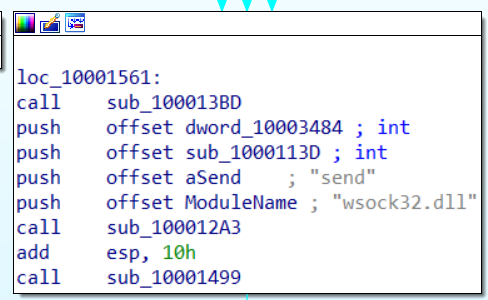 loc_10001561:
call sub_100013BD
push offset dword_10003484 ; int
push offset sub_1000113D ; int
push offset aSend ; "send"
push offset ModuleName ; "wsock32.dll"
call sub_100012A3
add esp, 10h
call sub_10001499